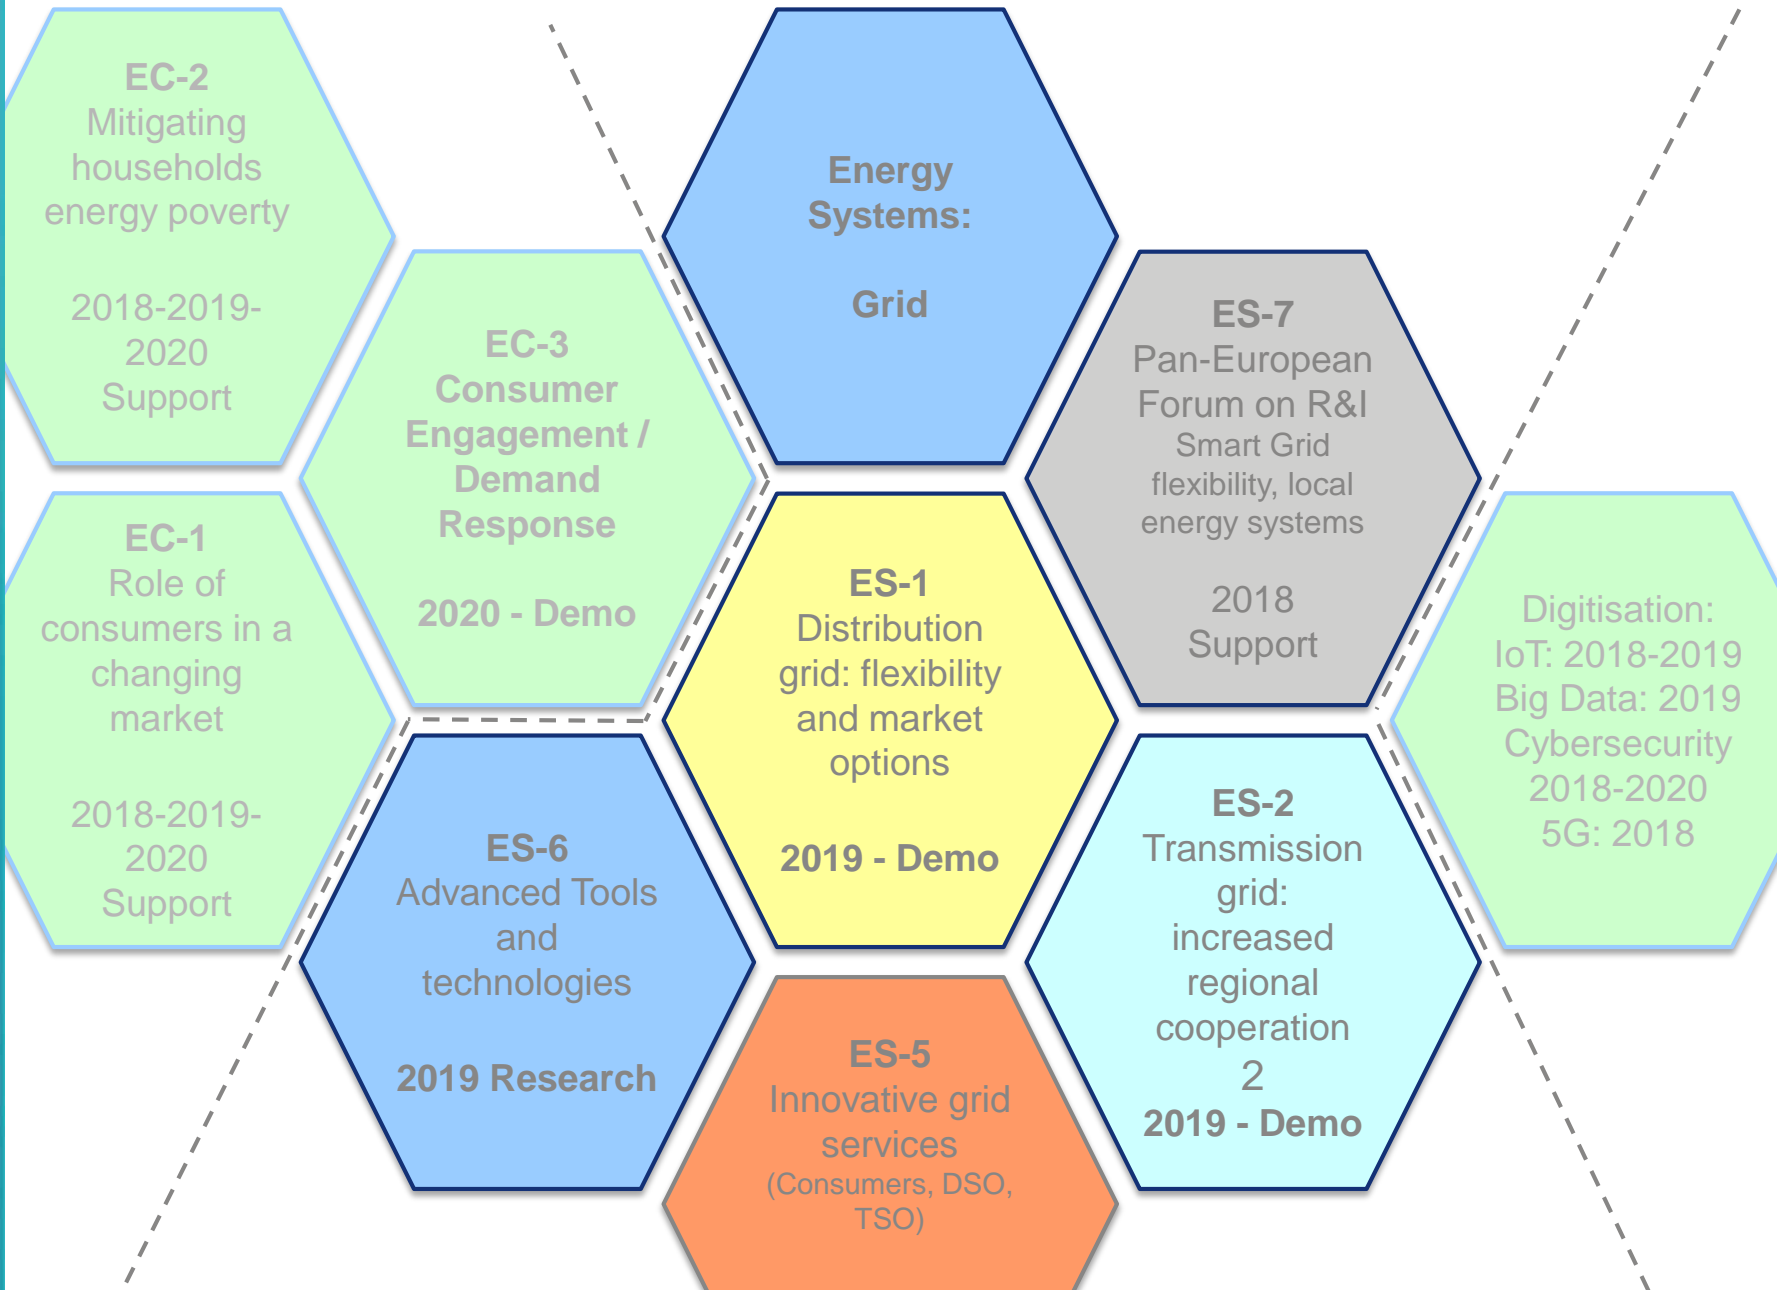 EC-2
Mitigating
households
energy poverty
2018-2019-
2020
Support
EC-1
Role of
consumers in a
changing
market
2018-2019-
2020
Support
EC-3
Consumer
Engagement /
Demand
Response
2020 - Demo
ES-6
Advanced Tools
and
technologies
2019 Research
Energy
Systems:
Grid
ES-1
Distribution
grid: flexibility
and market
options
2019 - Demo
ES-5
Innovative grid
services
(Consumers, DSO,
TSO)
ES-7
Pan-European
Forum on R&I
Smart Grid
flexibility, local
energy systems
2018
Support
ES-2
Transmission
grid:
increased
regional
cooperation
2
2019 - Demo
Digitisation:
IoT: 2018-2019
Big Data: 2019
Cybersecurity
2018-2020
5G: 2018